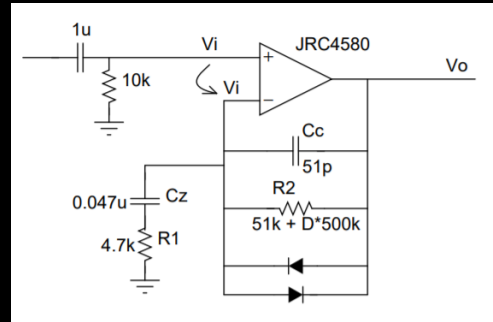 1u
Vi
JRC4580
Vo
+
10k
Vi
−
Cc
51p
R2
0.047u
Cz
51k + D*500k
4.7k
R1